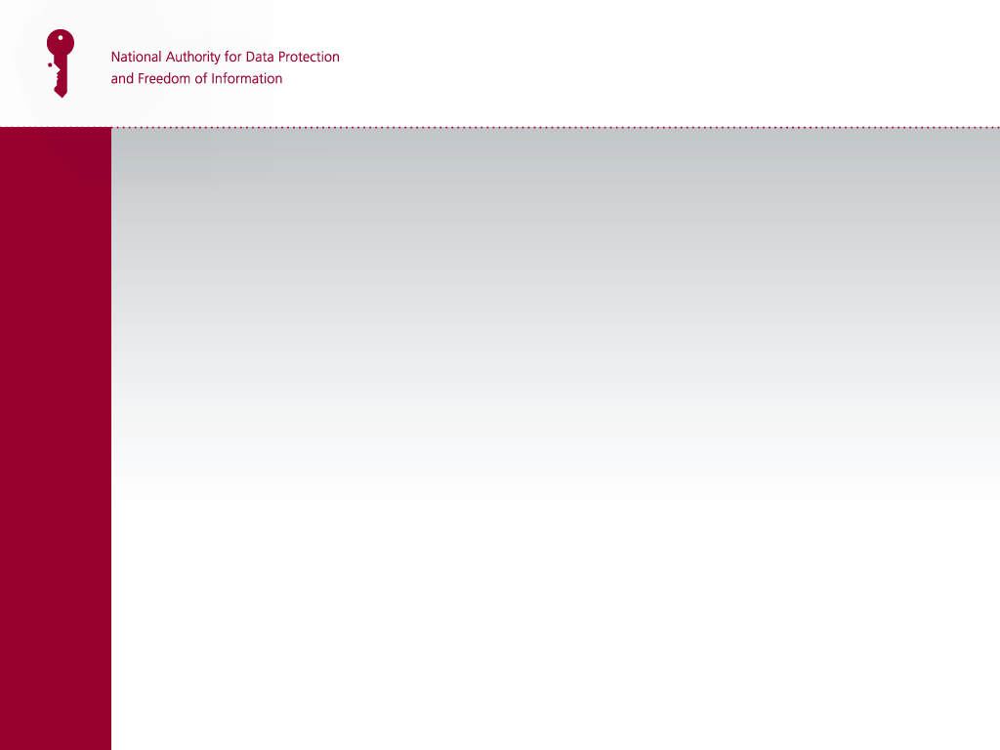 National Authority for Data Protection
and Freedom of Information